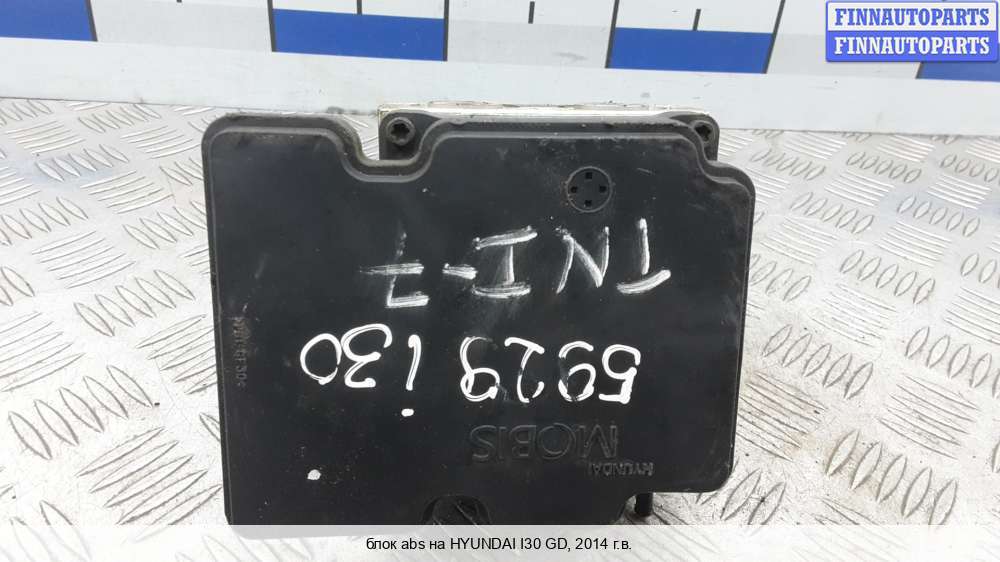 FINNAUTOPARTS
FINNAUTOPARTS
TNI-7
5929 i30
HYUNDAI
MOBIS
блок abs на HYUNDAI I30 GD, 2014 г.в.